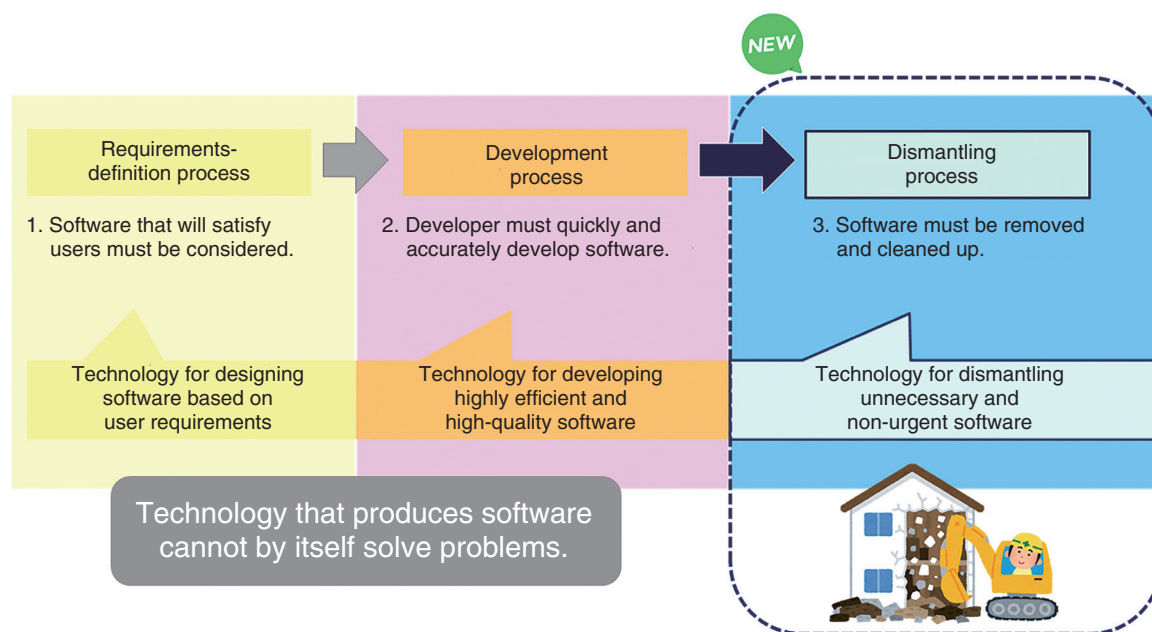 NEW
Requirements-
definition process
Development
process
Dismantling
process
1. Software that will satisfy
users must be considered.
2. Developer must quickly and
accurately develop software.
3. Software must be removed
and cleaned up.
Technology for designing
software based on
user requirements
Technology for developing
highly efficient and
high-quality software
Technology for dismantling
unnecessary and
non-urgent software
Technology that produces software
cannot by itself solve problems.